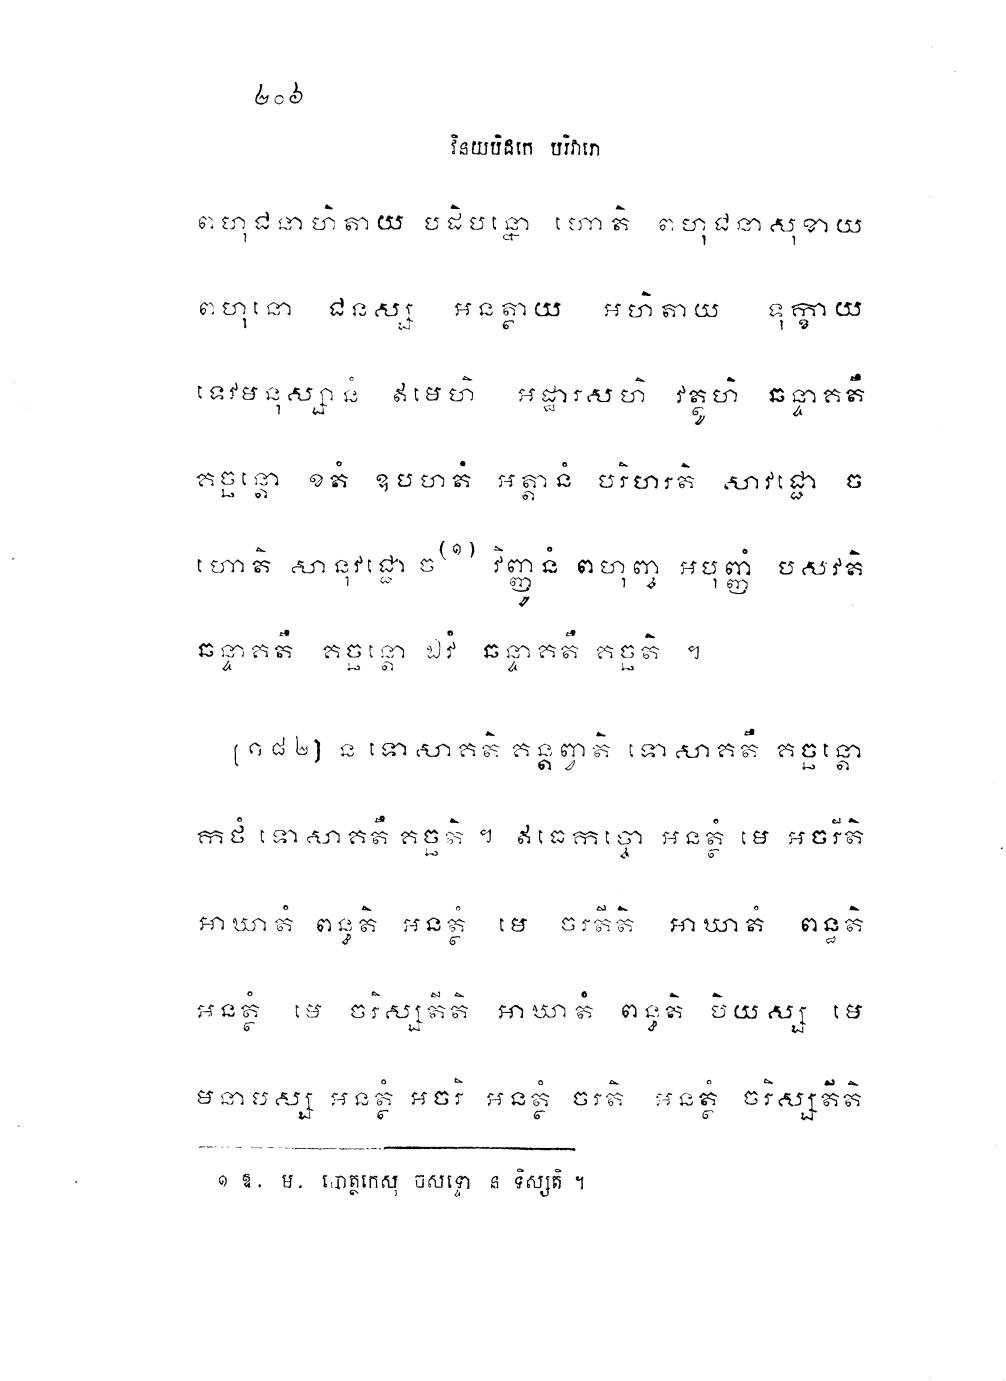 ២០៦
វិនយបិដកេ បរិវារោ
ពហុជនាហិតាយ បដិបន្នោ ហោតិ ពហុជនាសុខាយ
ពហុនោ ជនស្ស អនត្ថាយ អហិតាយ ទុក្ខាយ
ទេវមនុស្សានំ ឥមេហិ អដ្ឋារសហិ វត្ថូហិ ឆន្ទាគតឹ
គច្ឆន្តោ ខតំ ឧបហតំ អត្តានំ បរិហរតិ សាវជ្ជោ ច
ហោតិ សានុវជ្ជោ ច(១) វិញ្ញូនំ ពហុញ្ច អបុញ្ញំ បសវតិ
ឆន្ទាគតឹ គច្ឆន្តោ ឯវំ ឆន្ទាគតឹ គច្ឆតិ ។
[១៨២] ន ទោសាគតិ គន្តព្វាតិ ទោសាគតឹ គច្ឆន្តោ
កថំ ទោសាគតឹ គច្ឆតិ ។ ឥធេកច្ចោ អនត្ថំ មេ អចរីតិ
អាឃាតំ ពន្ធតិ អនត្ថំ មេ ចរតីតិ អាឃាតំ ពន្ធតិ
អនត្ថំ មេ ចរិស្សតីតិ អាឃាតំ ពន្ធតិ បិយស្ស មេ
មនាបស្ស អនត្ថំ អចរិ អនត្ថំ ចរតិ អនត្ថំ ចរិស្សតីតិ
១ ឱ. ម. បោត្ថកេសុ ចសទ្ទោ ន ទិស្សតិ ។